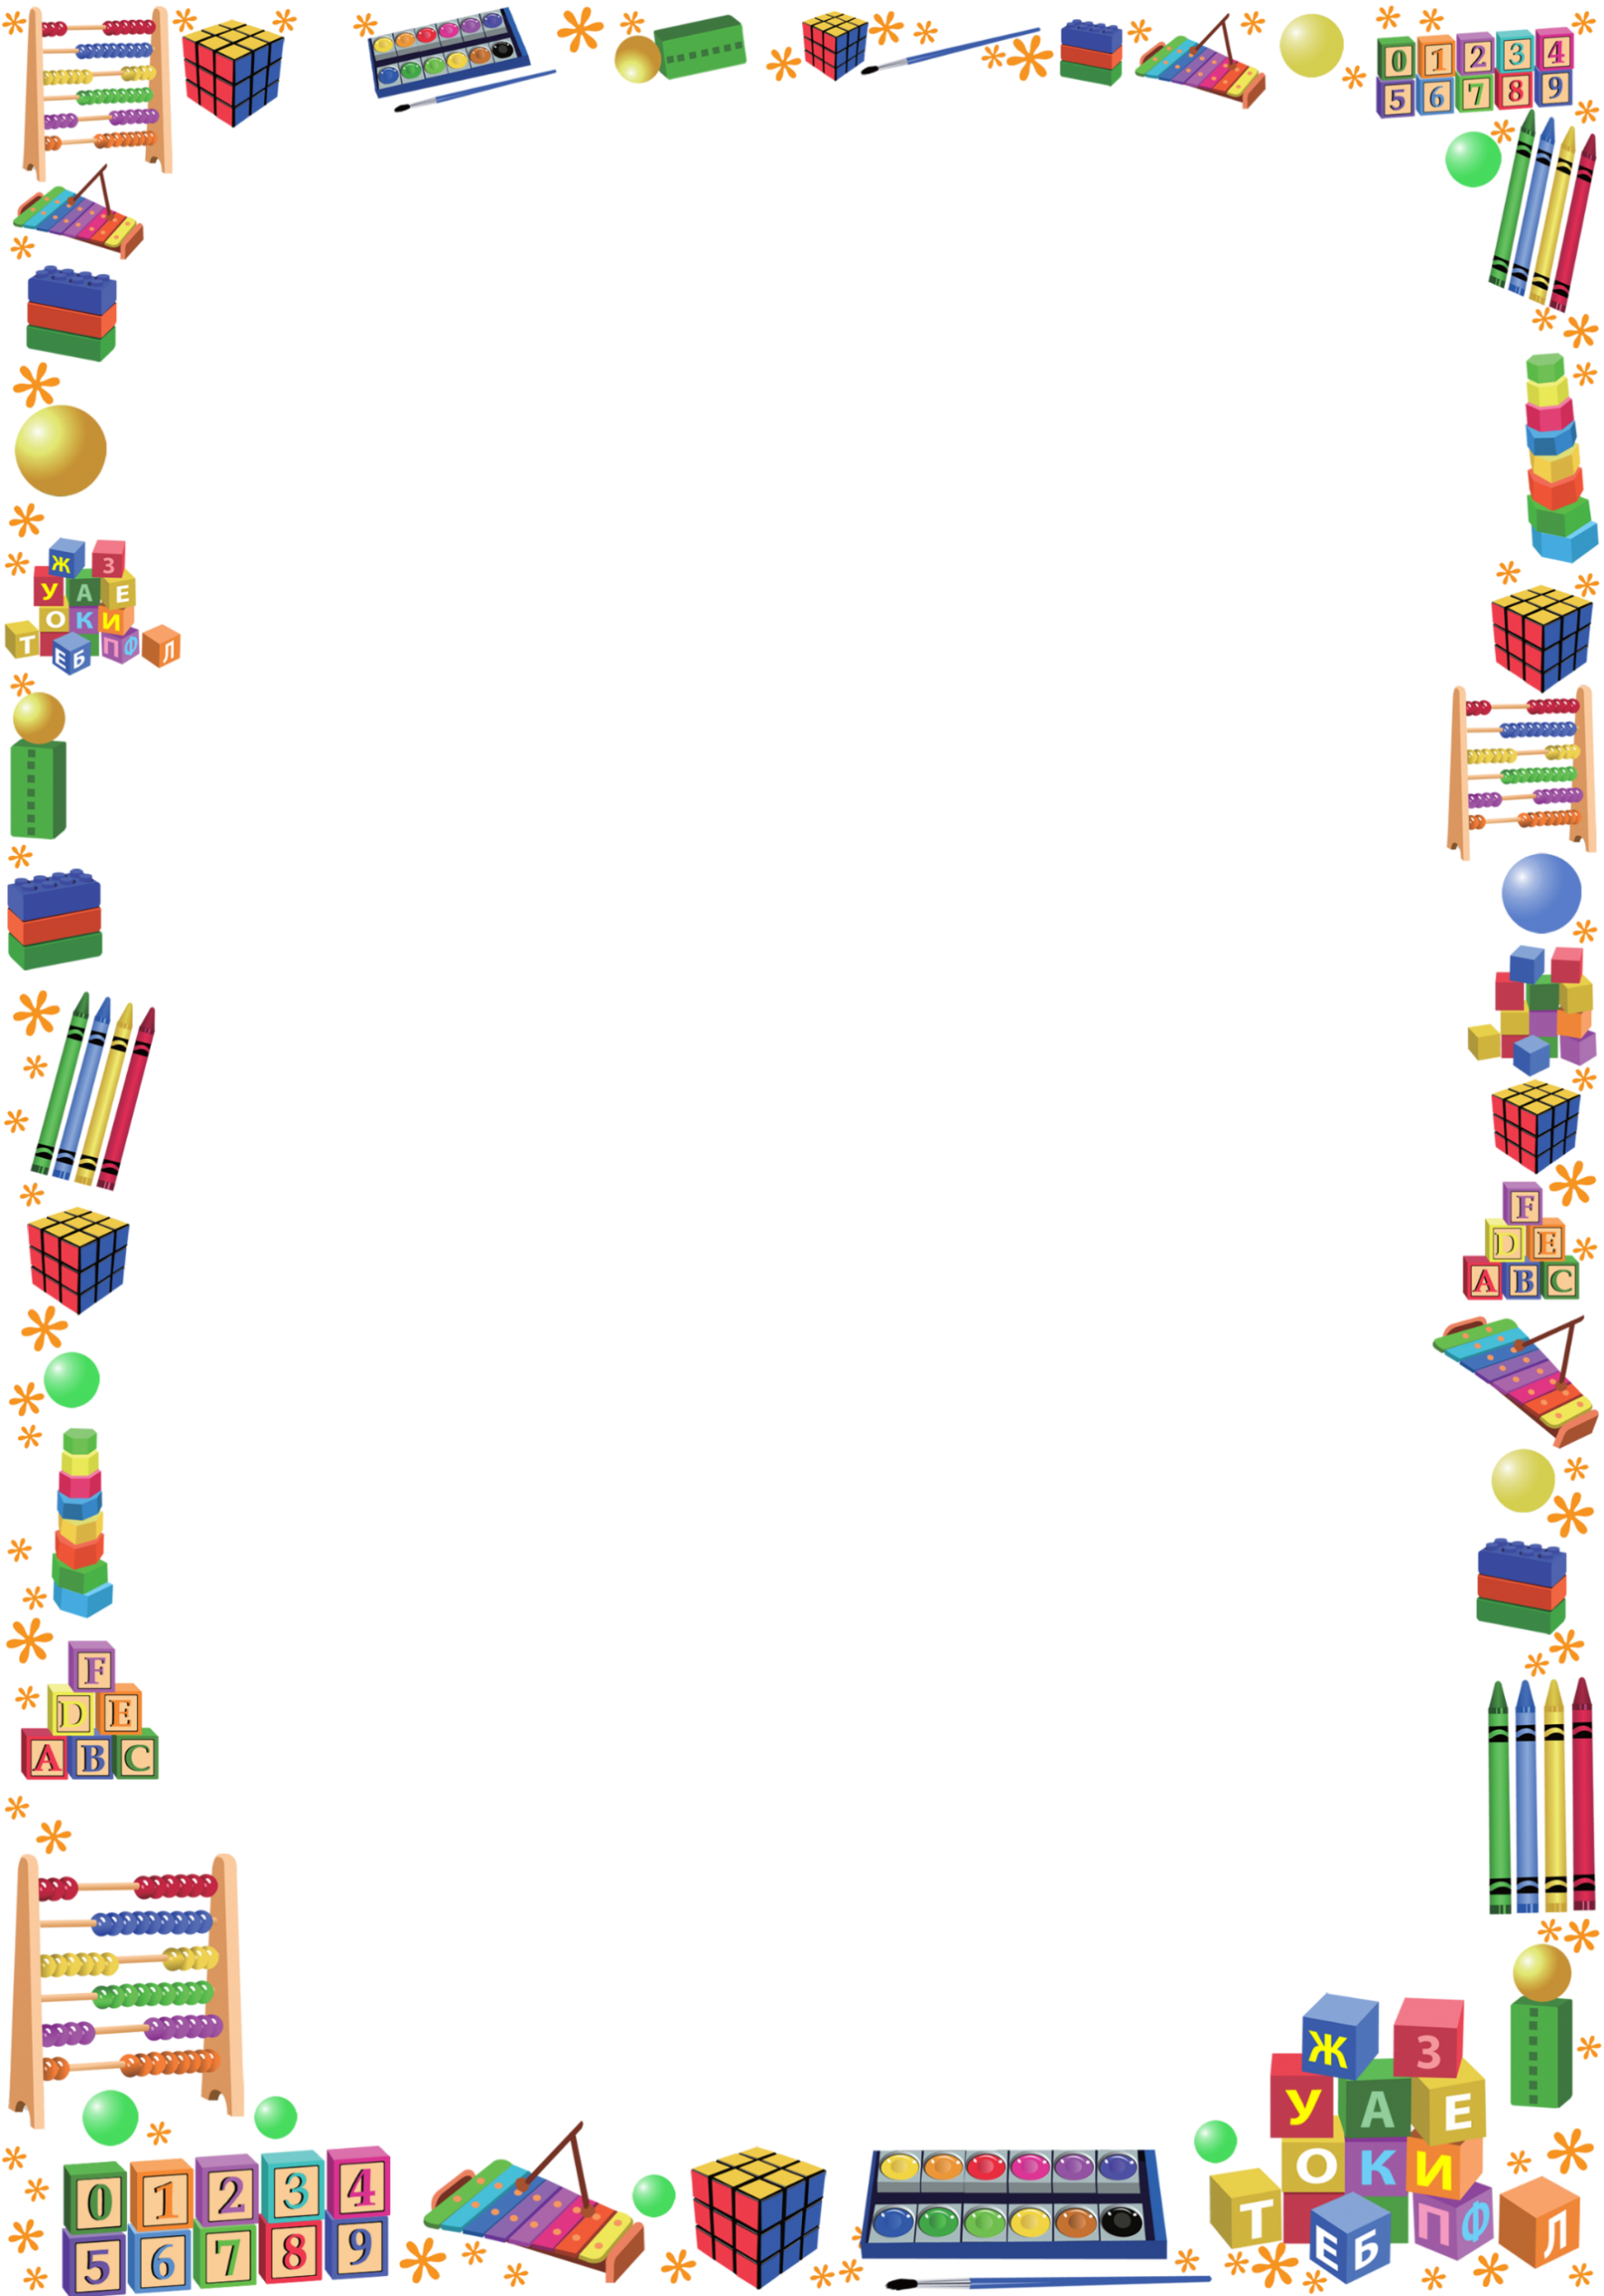 0 1 2 3 4
5 6 7 8 9
Ж З
У А Е
О К И
Т Е Б П Ф Л
F
D E
A B C
F
D E
A B C
Ж З
У А Е
О К И
Т Е Б П Ф Л
0 1 2 3 4
5 6 7 8 9